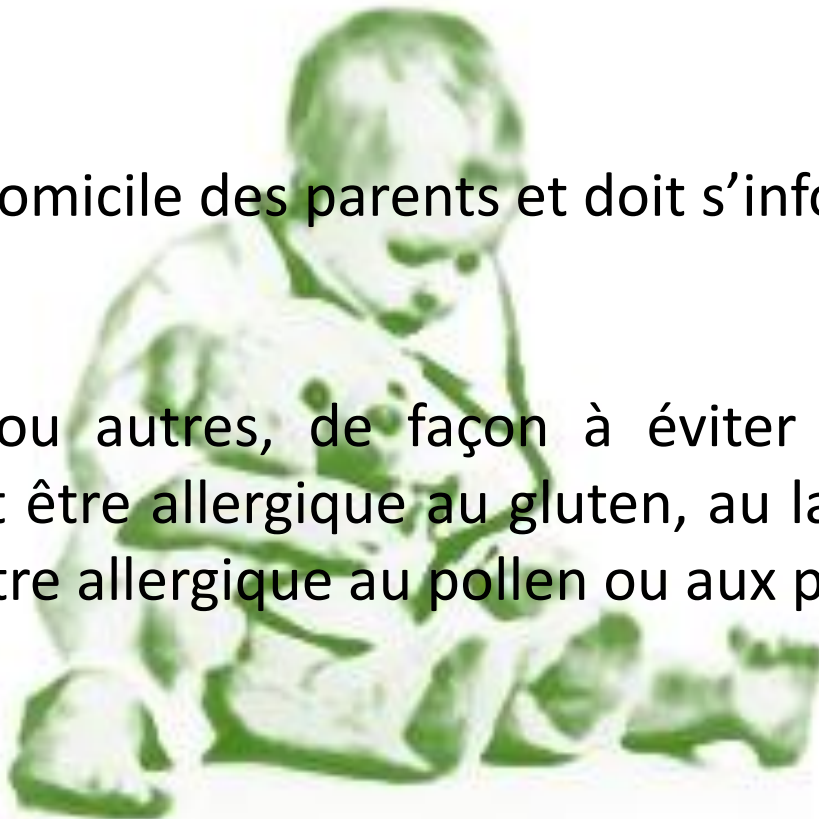 omicile des parents et doit s’info
ou autres, de façon à éviter
t être allergique au gluten, au la
tre allergique au pollen ou aux p